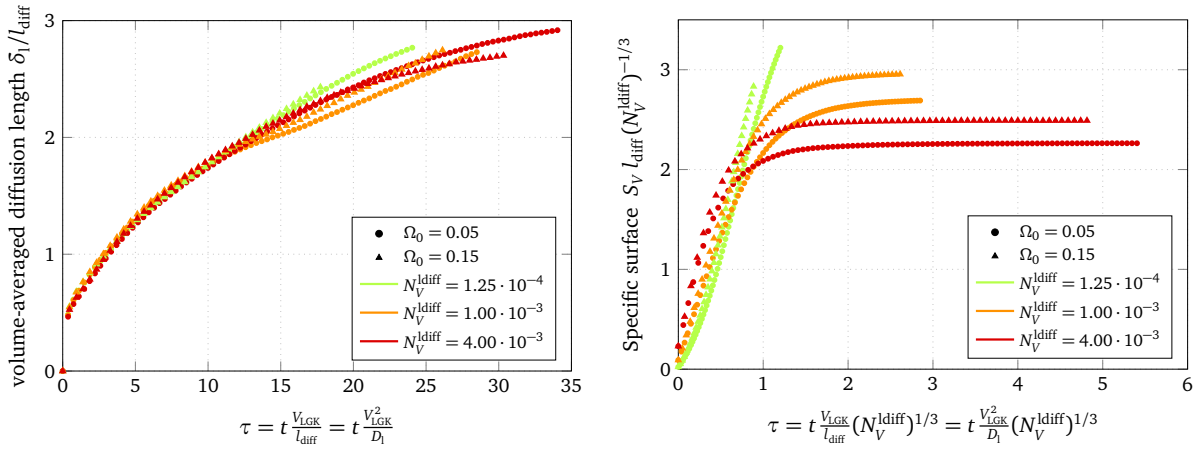 volume-averaged diffusion length δ_l/l_diff
3
2
1
0
0 5 10 15 20 25 30 35
Ω_0 = 0.05
Ω_0 = 0.15
N_V^ldiff = 1.25 · 10^−4
N_V^ldiff = 1.00 · 10^−3
N_V^ldiff = 4.00 · 10^−3
τ = t V_LGK/l_diff = t V_LGK^2/D_l
Specific surface S_V l_diff (N_V^ldiff)^−1/3
3
2
1
0
0 1 2 3 4 5 6
Ω_0 = 0.05
Ω_0 = 0.15
N_V^ldiff = 1.25 · 10^−4
N_V^ldiff = 1.00 · 10^−3
N_V^ldiff = 4.00 · 10^−3
τ = t V_LGK/l_diff (N_V^ldiff)^1/3 = t V_LGK^2/D_l (N_V^ldiff)^1/3